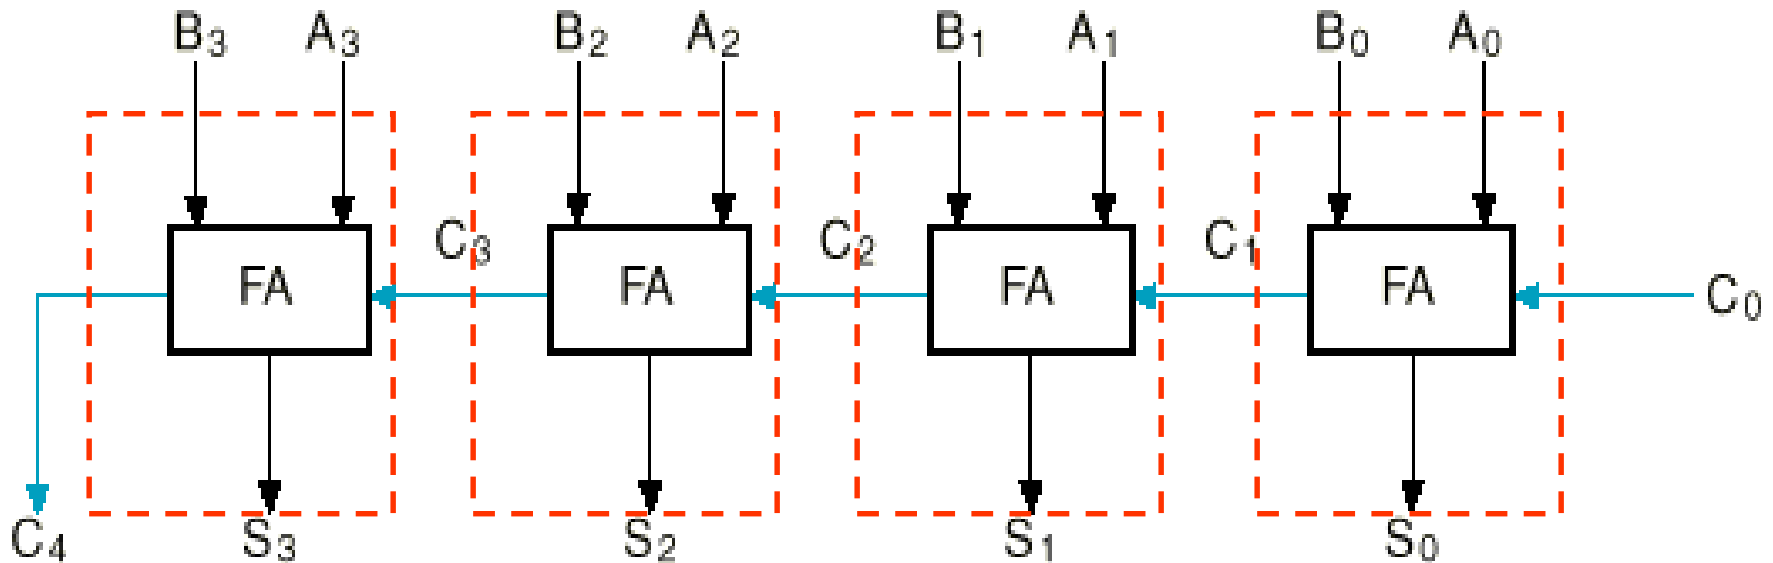 B3 A3 B2 A2 B1 A1 B0 A0
C3 C2 C1
FA FA FA FA C0
C4 S3 S2 S1 S0